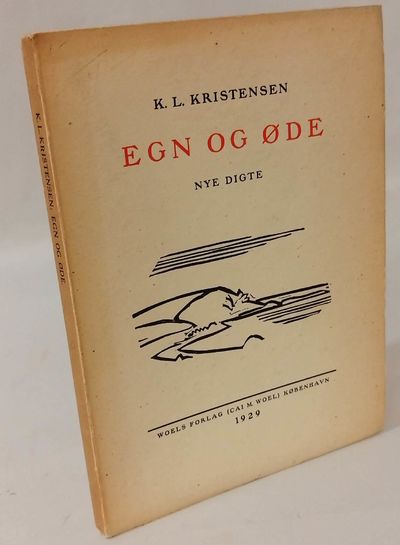 K. L. KRISTENSEN: EGN OG ØDE
K. L. KRISTENSEN
EGN OG ØDE
NYE DIGTE
WOELS FORLAG (CAI M. WOEL) KØBENHAVN
1929